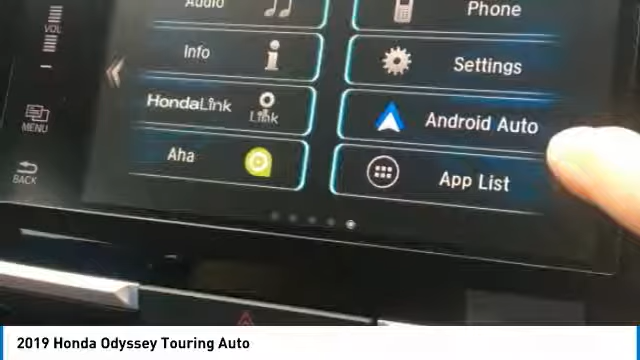 Audio
Phone
VOL
Info
Settings
HondaLink
Link
Android Auto
MENU
Aha
App List
BACK
2019 Honda Odyssey Touring Auto